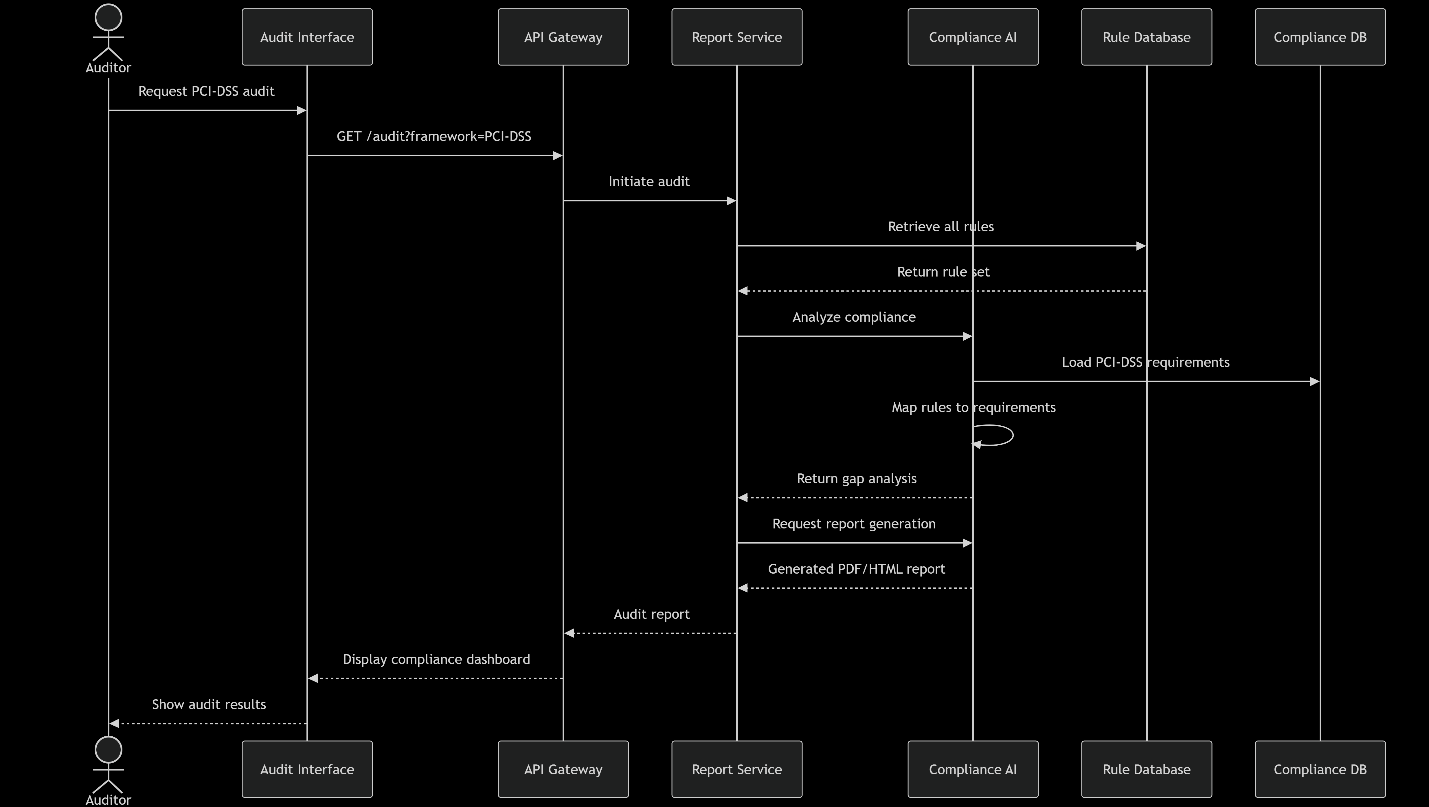 Auditor
Audit Interface
API Gateway
Report Service
Compliance AI
Rule Database
Compliance DB
Request PCI-DSS audit
GET /audit?framework=PCI-DSS
Initiate audit
Retrieve all rules
Return rule set
Analyze compliance
Load PCI-DSS requirements
Map rules to requirements
Return gap analysis
Request report generation
Generated PDF/HTML report
Audit report
Display compliance dashboard
Show audit results
Auditor
Audit Interface
API Gateway
Report Service
Compliance AI
Rule Database
Compliance DB